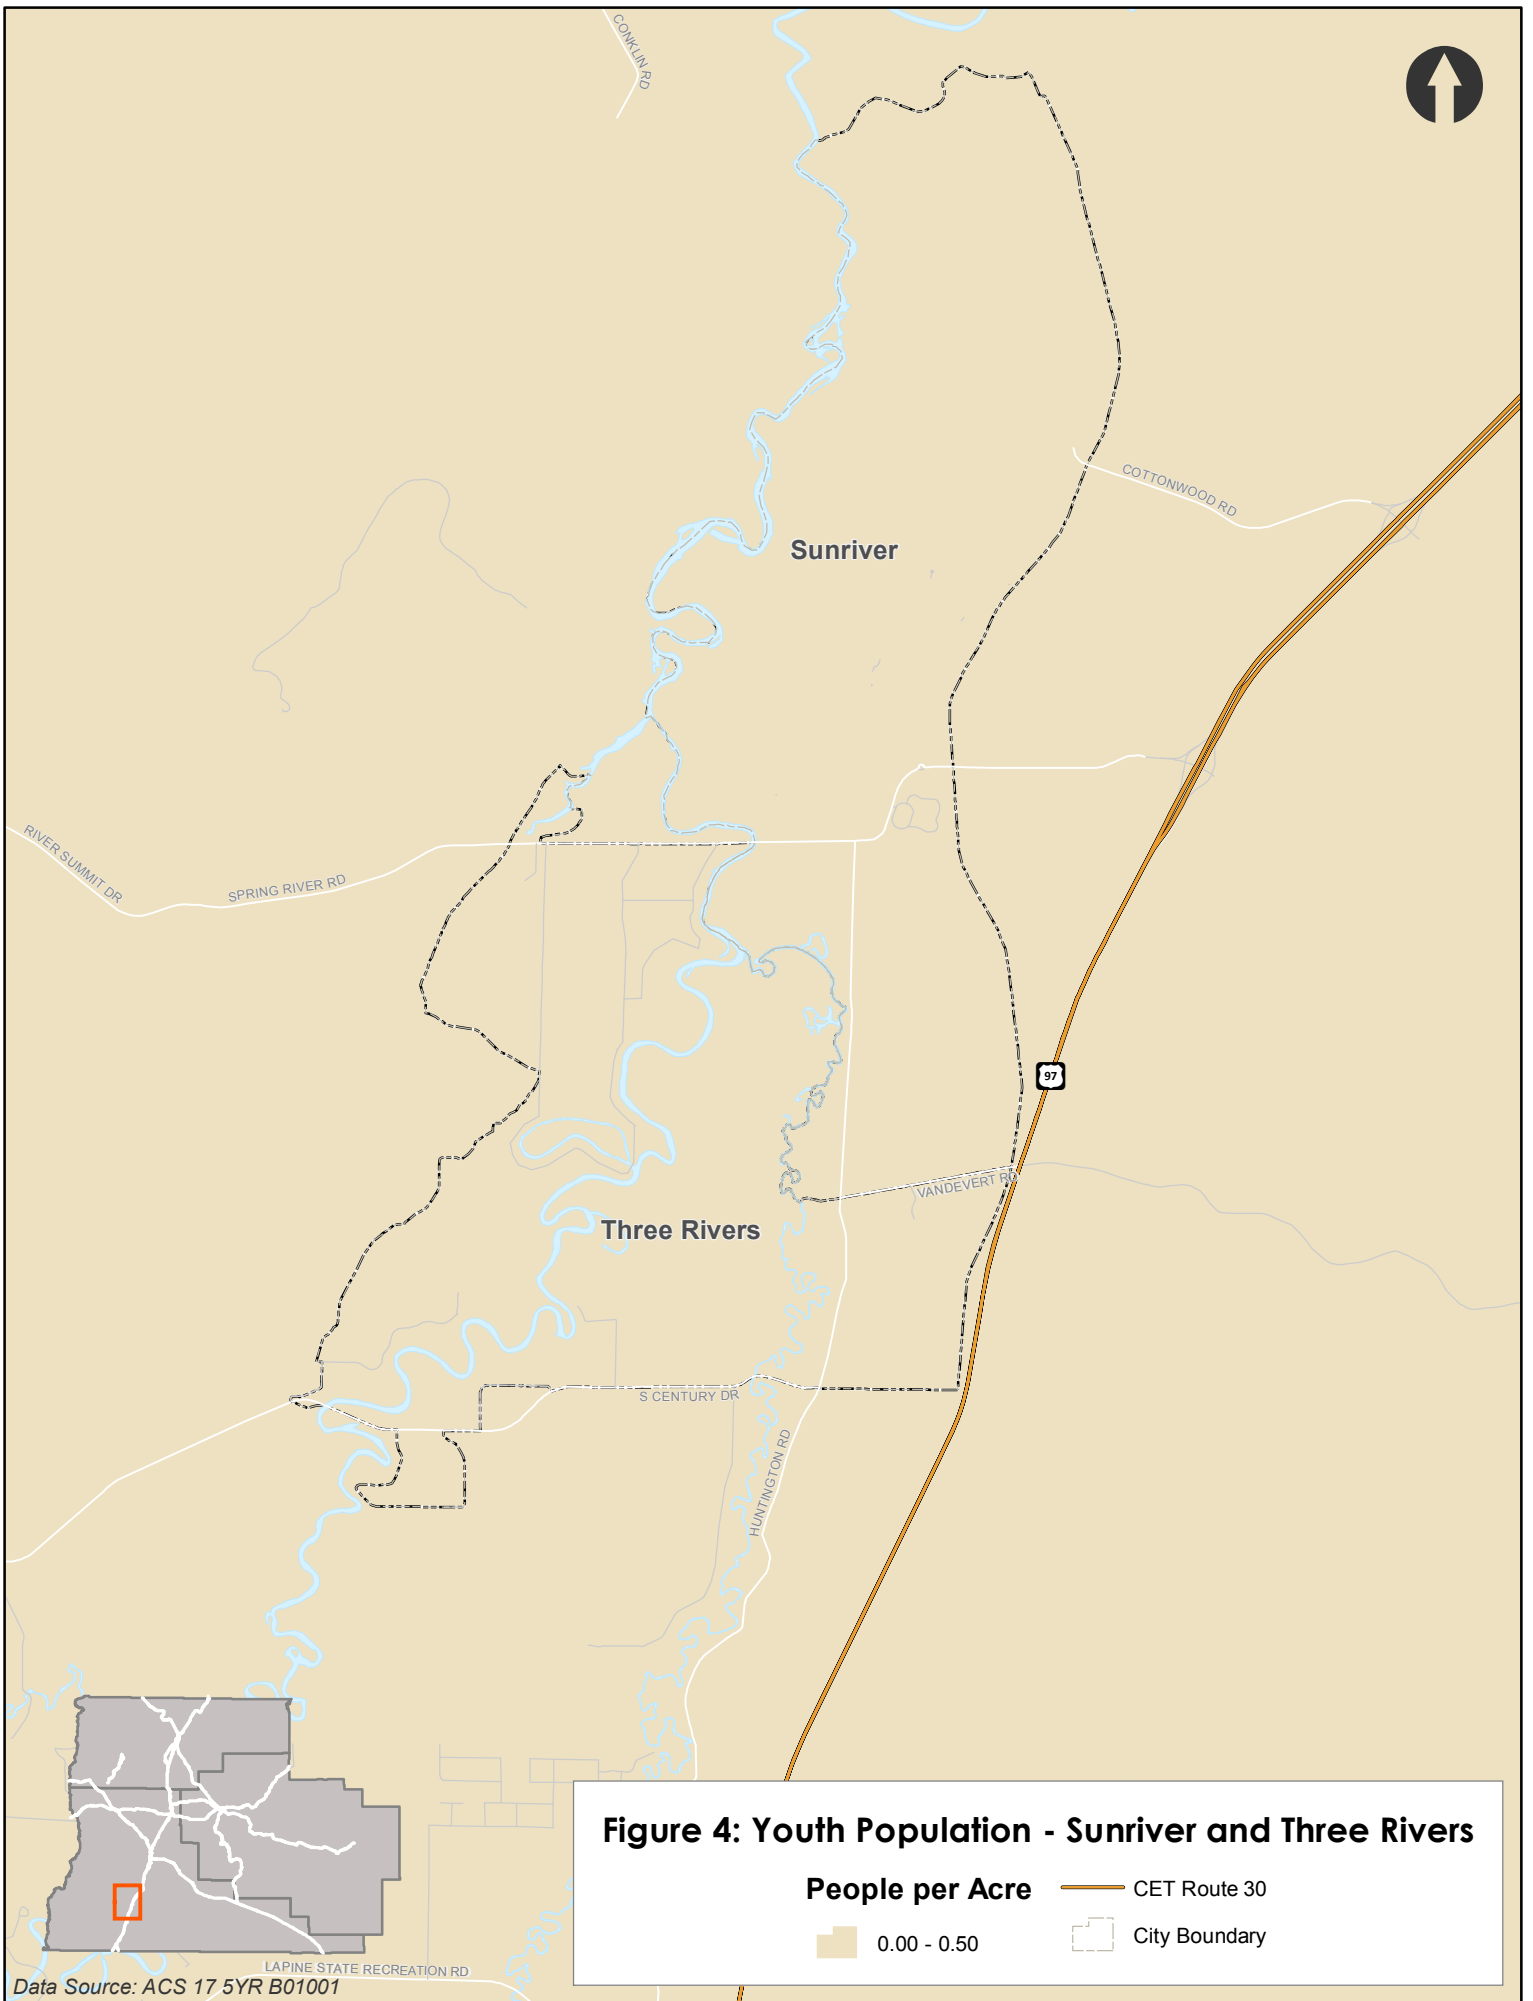 CONKLIN RD
COTTONWOOD RD
Sunriver
RIVER SUMMIT DR
SPRING RIVER RD
97
VANDEVERT RD
Three Rivers
S CENTURY DR
HUNTINGTON RD
Figure 4: Youth Population - Sunriver and Three Rivers
People per Acre
0.00 - 0.50
CET Route 30
City Boundary
LAPINE STATE RECREATION RD
Data Source: ACS 17 5YR B01001